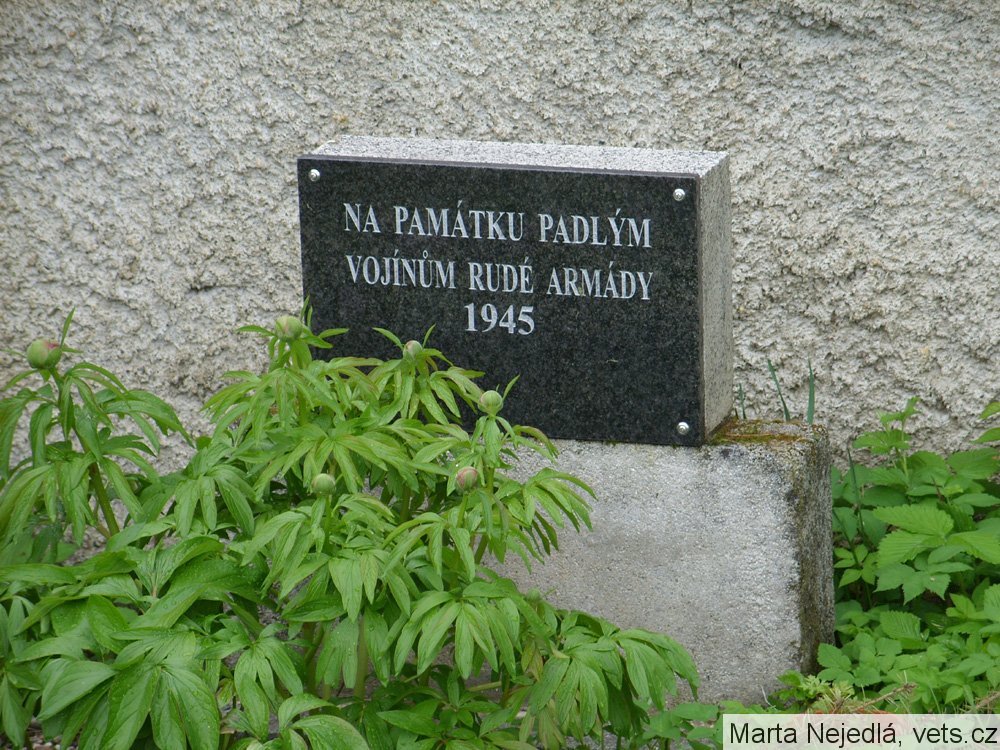 NA PAMÁTKU PADLÝM
VOJÍNŮM RUDÉ ARMÁDY
1945
Marta Nejedlá, vets.cz